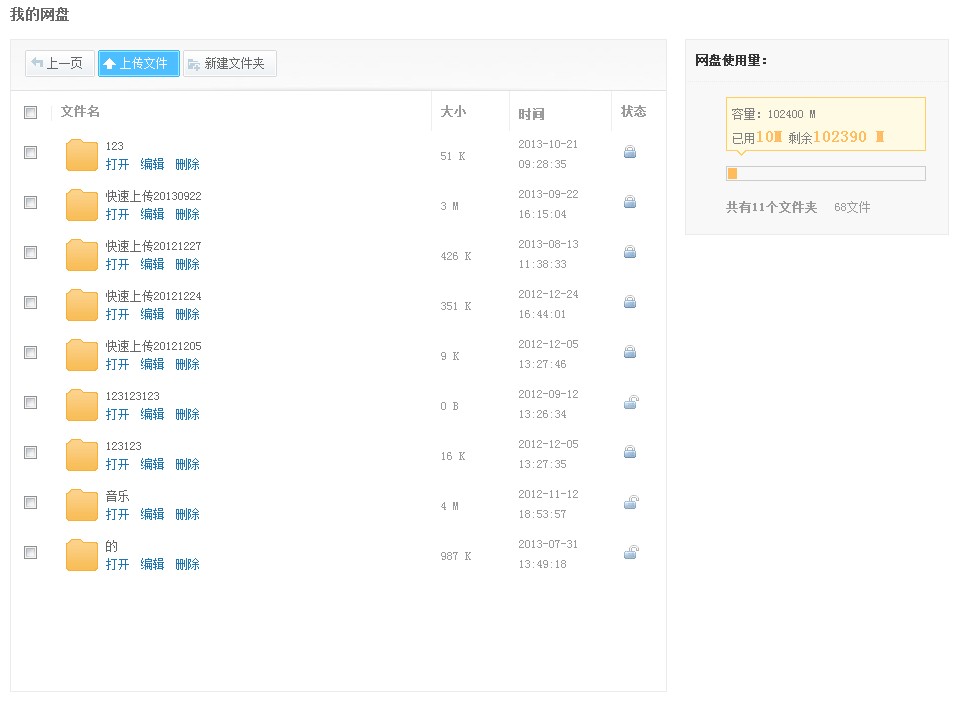 我的网盘
上一页 上传文件 新建文件夹
文件名 大小 时间 状态
123
打开 编辑 删除
51 K
2013-10-21
09:28:35
快速上传20130922
打开 编辑 删除
3 M
2013-09-22
16:15:04
快速上传20121227
打开 编辑 删除
426 K
2013-08-13
11:38:33
快速上传20121224
打开 编辑 删除
351 K
2012-12-24
16:44:01
快速上传20121205
打开 编辑 删除
9 K
2012-12-05
13:27:46
123123123
打开 编辑 删除
0 B
2012-09-12
13:26:34
123123
打开 编辑 删除
16 K
2012-12-05
13:27:35
音乐
打开 编辑 删除
4 M
2012-11-12
18:53:57
的
打开 编辑 删除
987 K
2013-07-31
13:49:18
网盘使用量：
容量：102400 M
已用10M 剩余102390 M
共有11个文件夹 68文件